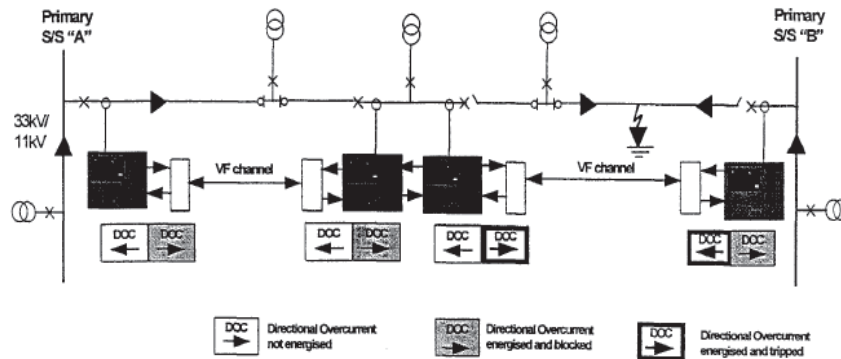 Primary
S/S "A"
Primary
S/S "B"
33kV/
11kV
VF channel
VF channel
DOC DOC
DOC DOC
DOC DOC
DOC DOC
DOC
Directional Overcurrent
not energised
DOC
Directional Overcurrent
energised and blocked
DOC
Directional Overcurrent
energised and tripped